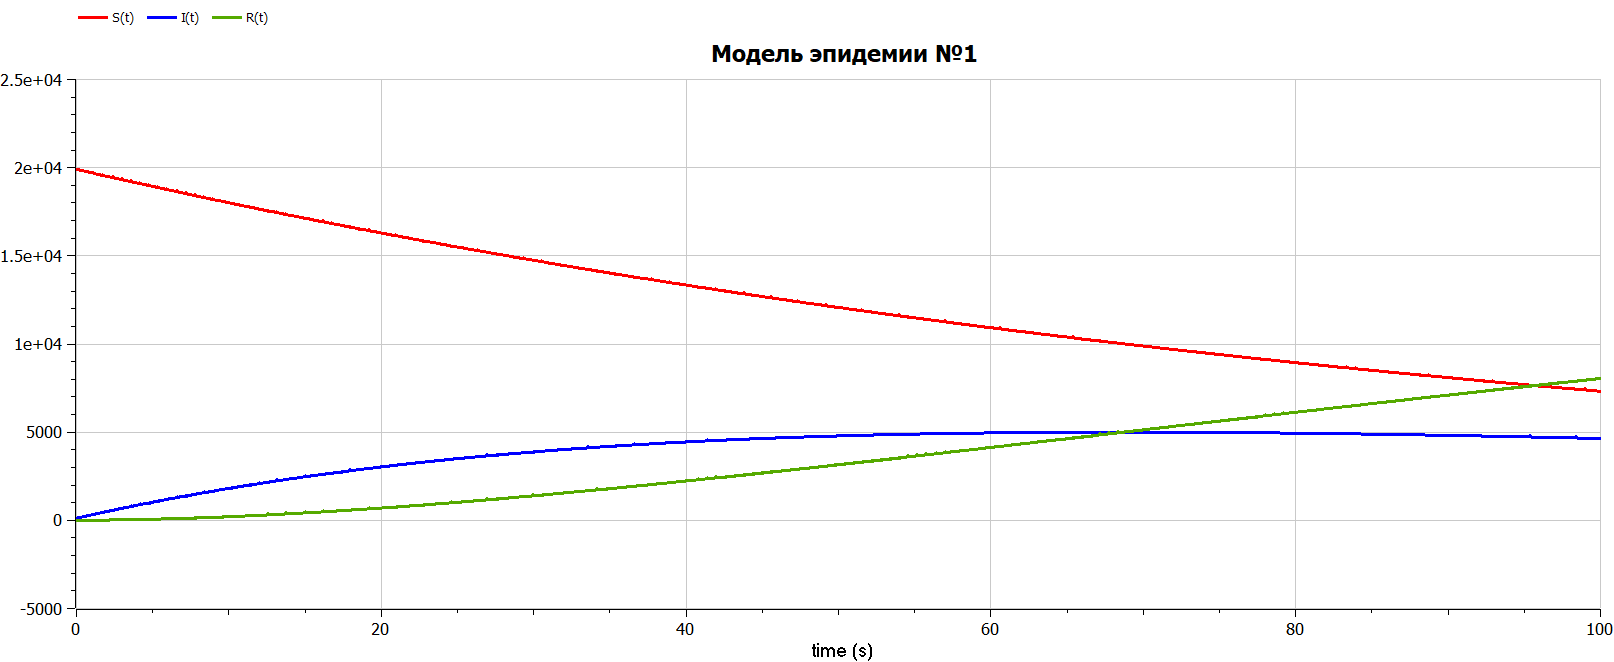 S(t) I(t) R(t)
Модель эпидемии №1
2.5e+04
2e+04
1.5e+04
1e+04
5000
0
-5000
0 20 40 60 80 100
time (s)